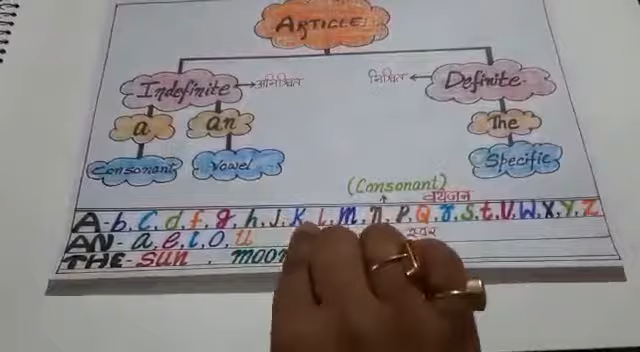 ARTICLE
Indefinite → अनिश्चित निश्चित ← Definite
a an The
Consonant Vowel Specific
(Consonant)
व्यंजन
A - b, C, d, f, g, h, J, K, L, m, n, P, Q, r, S, t, V, W, X, Y, Z
AN - a, e, i, O, u स्वर
THE - Sun, moon